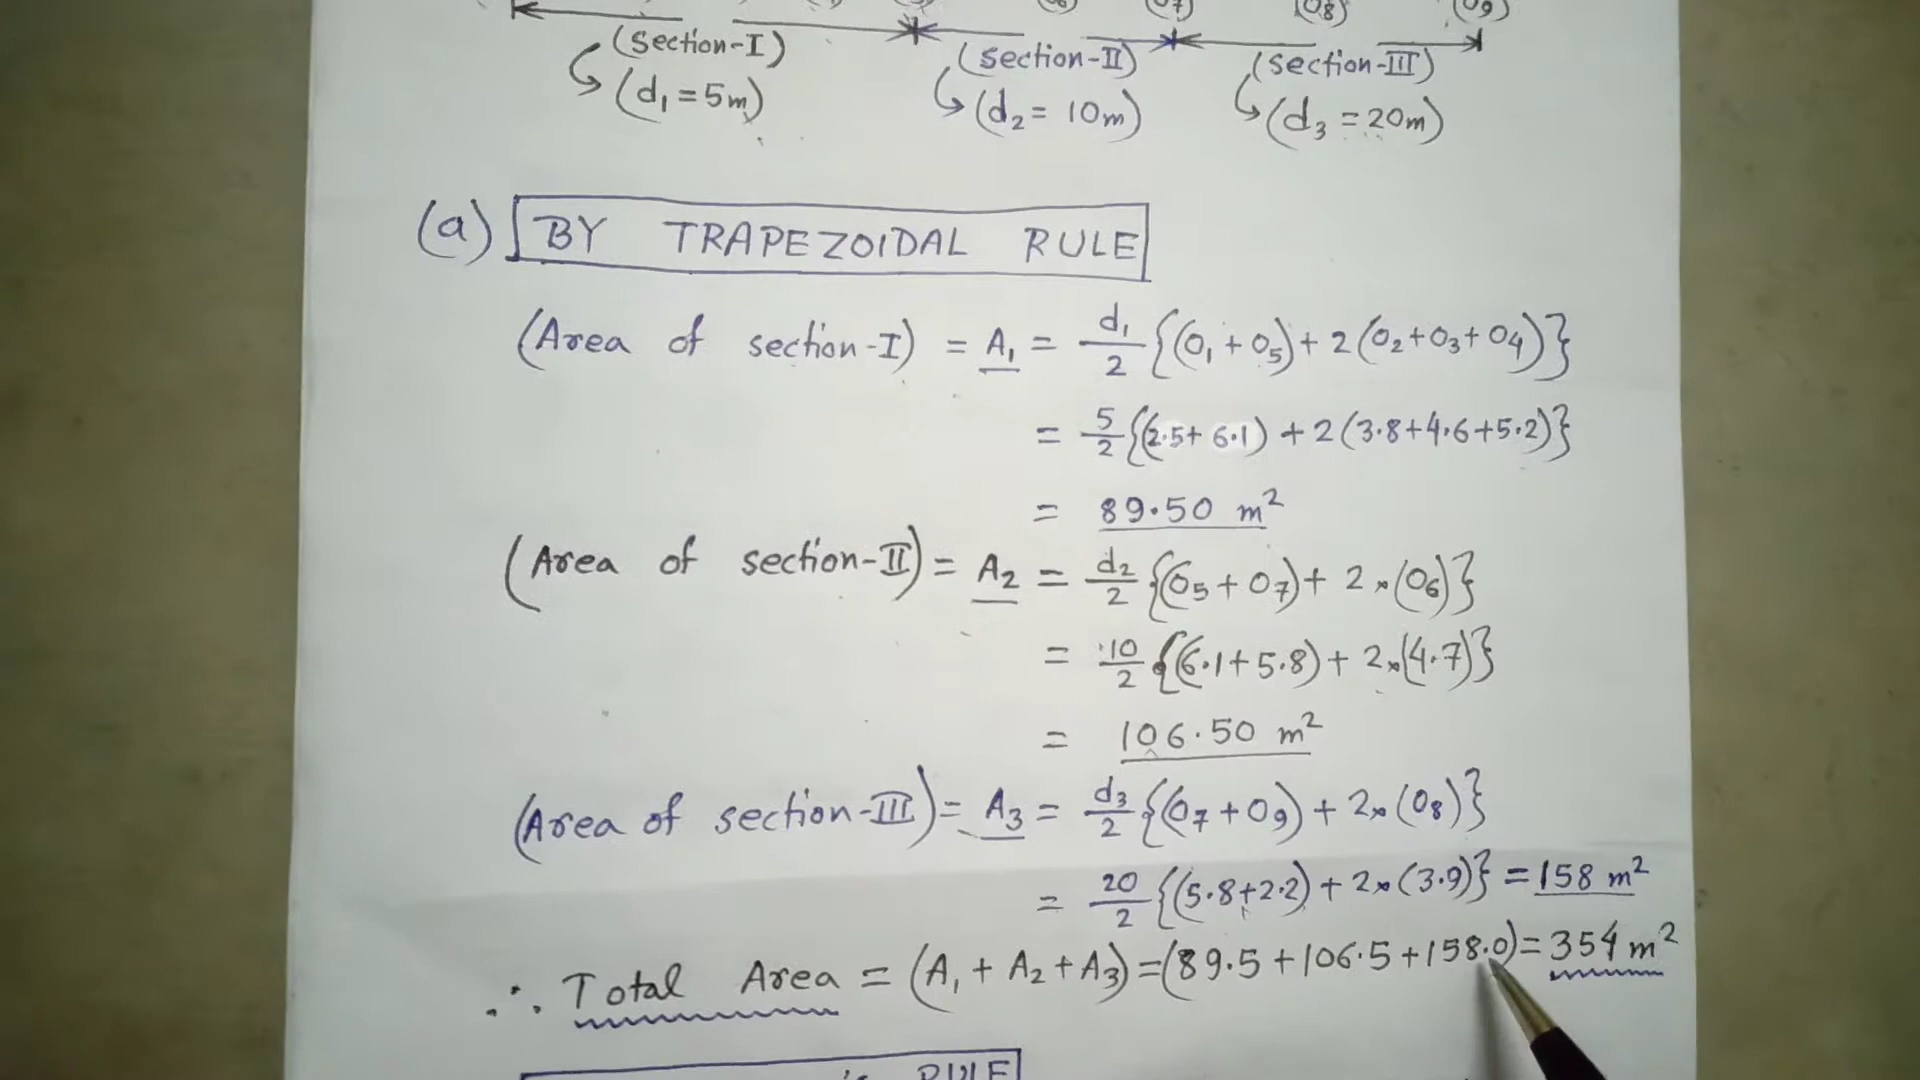 (O7) (O8) (O9)
(section-I) (section-II) (section-III)
(d₁ = 5m) (d₂ = 10m) (d₃ = 20m)
(a) BY TRAPEZOIDAL RULE
(Area of section-I) = A₁ = d₁/2 {(O₁ + O₅) + 2 (O₂+O₃+O₄)}
= 5/2 {(2.5+ 6.1) + 2 (3.8+4.6+5.2)}
= 89.50 m²
(Area of section-II) = A₂ = d₂/2 {(O₅ + O₇) + 2 × (O₆)}
= 10/2 {(6.1+5.8) + 2×(4.7)}
= 106.50 m²
(Area of section-III) = A₃ = d₃/2 {(O₇ + O₉) + 2× (O₈)}
= 20/2 {(5.8+2.2) + 2× (3.9)} = 158 m²
∴ Total Area = (A₁ + A₂ + A₃) = (89.5 + 106.5 + 158.0) = 354 m²
RULE